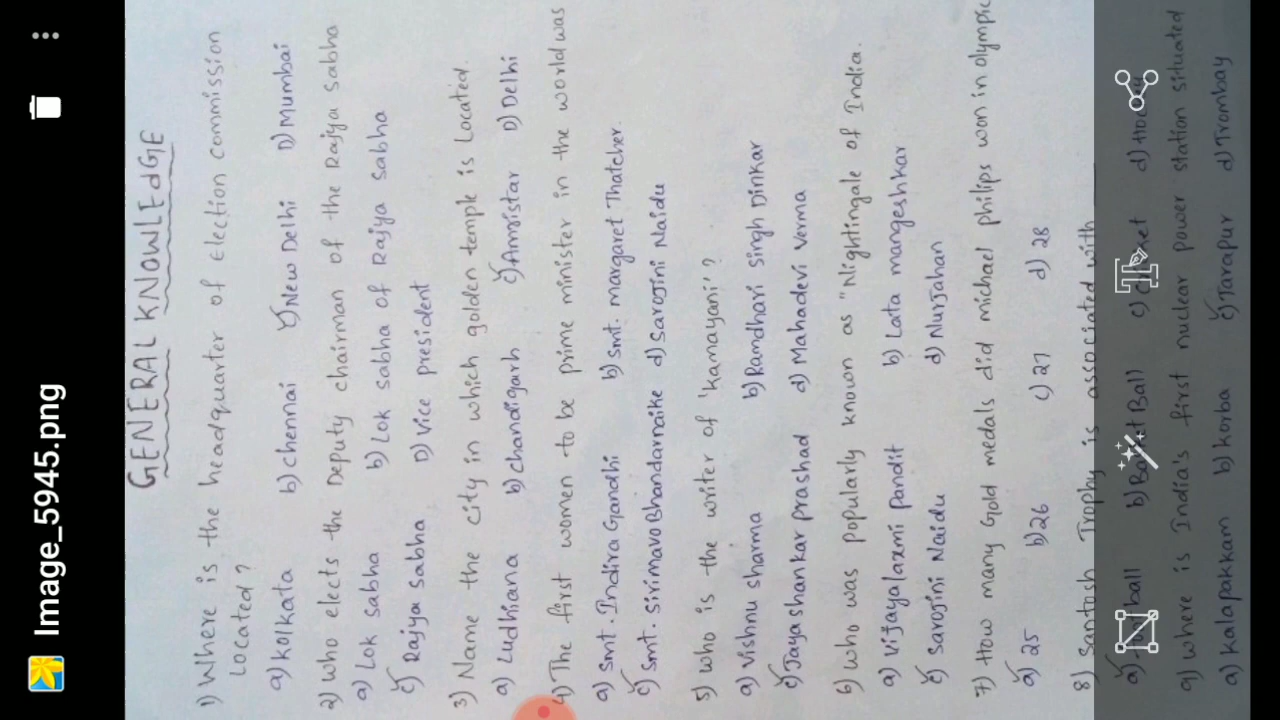 Image_5945.png
GENERAL KNOWLEdGE
1) Where is the headquarter of Election commission
Located?
a) kolkata b) chennai c) New Delhi D) Mumbai
2) who elects the Deputy chairman of the Rajya sabha
a) Lok sabha b) Lok sabha of Rajya sabha
c) Rajya sabha D) Vice president
3) Name the city in which golden temple is Located.
a) Ludhiana b) chandigarh c) Amristar D) Delhi
4) The first women to be prime minister in the world was
a) smt. Indira Gandhi b) smt. margaret Thatcher.
c) smt. sirimavo Bhandarnaike d) sarojini Naidu
5) who is the writer of 'kamayani'?
a) vishnu sharma b) Ramdhari singh Dinkar
c) Jayashankar prashad d) Mahadevi verma
6) who was popularly known as "Nightingale of India.
a) vijayalaxmi pandit b) Lata mangeshkar
c) sarojini Naidu d) Nurjahan
7) How many Gold medals did michael philips won in olympic
a) 25 b) 26 c) 27 d) 28
8) Santosh Trophy is associated with
a) ball b) Ball c) d)
9) where is India's first nuclear power station situated
a) kalapakkam b) korba c) Tarapur d) Trombay